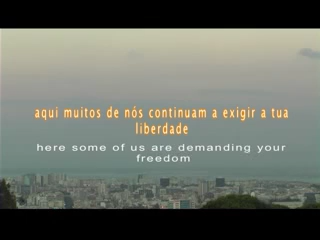 aqui muitos de nós continuam a exigir a tua
liberdade
here some of us are demanding your
freedom